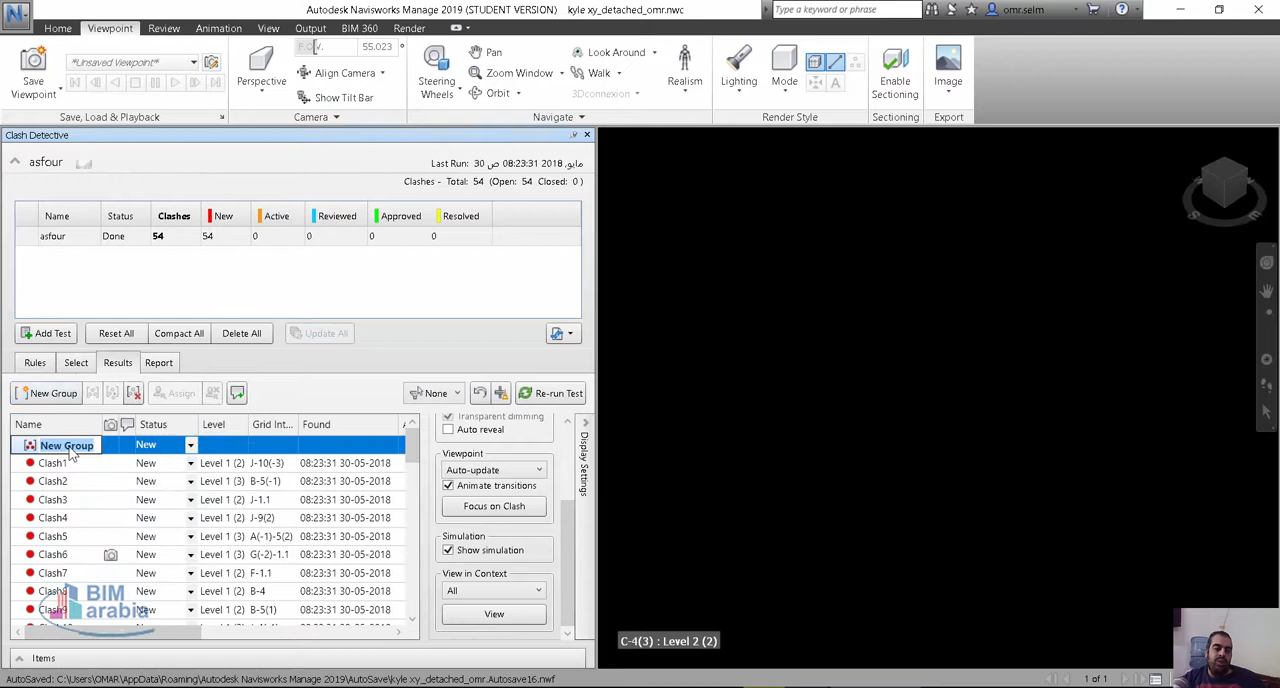 Autodesk Navisworks Manage 2019 (STUDENT VERSION) kyle xy_detached_omr.nwc
Type a keyword or phrase
omr.selm
Home Viewpoint Review Animation View Output BIM 360 Render
Save Viewpoint
*Unsaved Viewpoint*
Save, Load & Playback
Perspective
F.O.V. 55.023 °
Align Camera
Show Tilt Bar
Camera
Steering Wheels
Pan
Zoom Window
Orbit
Look Around
Walk
3Dconnexion
Realism
Navigate
Lighting
Mode
A
Render Style
Enable Sectioning
Sectioning
Image
Export
Clash Detective
asfour
Last Run: 30 مايو, 2018 08:23:31 ص
Clashes - Total: 54 (Open: 54 Closed: 0 )
Name Status Clashes New Active Reviewed Approved Resolved
asfour Done 54 54 0 0 0 0
Add Test Reset All Compact All Delete All Update All
Rules Select Results Report
New Group Assign None Re-run Test
Name Status Level Grid Int... Found
New Group New
Clash1 New Level 1 (2) J-10(-3) 08:23:31 30-05-2018
Clash2 New Level 1 (3) B-5(-1) 08:23:31 30-05-2018
Clash3 New Level 1 (2) J-1.1 08:23:31 30-05-2018
Clash4 New Level 1 (2) J-9(2) 08:23:31 30-05-2018
Clash5 New Level 1 (3) A(-1)-5(2) 08:23:31 30-05-2018
Clash6 New Level 1 (3) G(-2)-1.1 08:23:31 30-05-2018
Clash7 New Level 1 (2) F-1.1 08:23:31 30-05-2018
Clash8 New Level 1 (2) B-4 08:23:31 30-05-2018
Clash9 New Level 1 (2) B-5(1) 08:23:31 30-05-2018
BIM
arabia
Transparent dimming
Auto reveal
Viewpoint
Auto-update
Animate transitions
Focus on Clash
Simulation
Show simulation
View in Context
All
View
Display Settings
Items
C-4(3) : Level 2 (2)
AutoSaved: C:\Users\OMAR\AppData\Roaming\Autodesk Navisworks Manage 2019\AutoSave\kyle xy_detached_omr.Autosave16.nwf
1 of 1